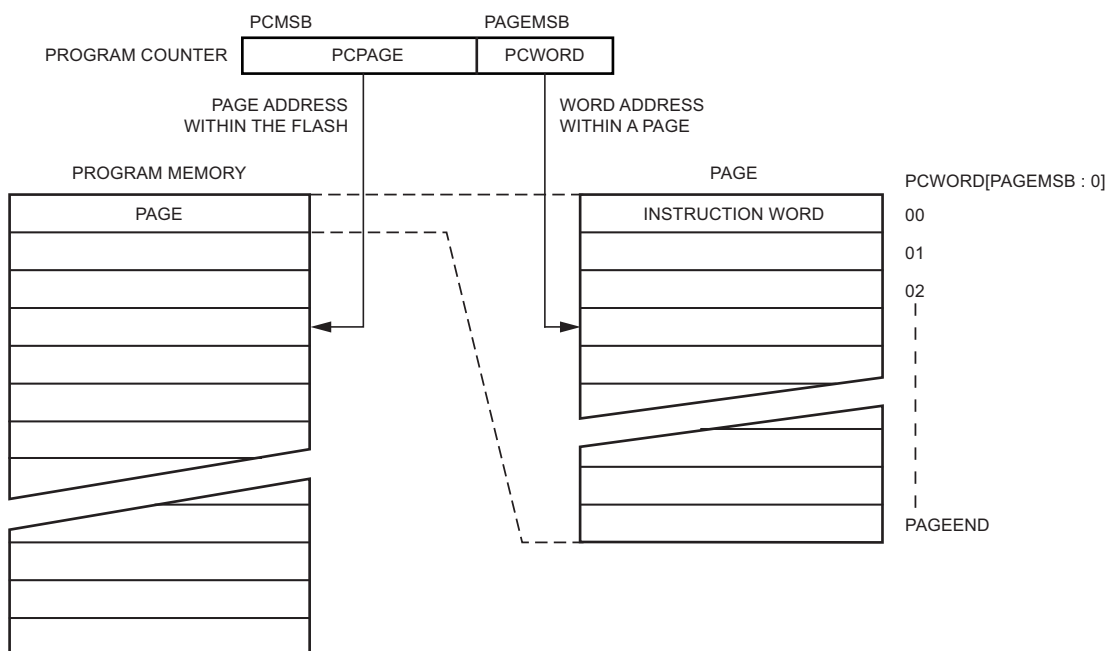 PCMSB PAGEMSB
PROGRAM COUNTER PCPAGE PCWORD
PAGE ADDRESS
WITHIN THE FLASH
WORD ADDRESS
WITHIN A PAGE
PROGRAM MEMORY
PAGE
PAGE
INSTRUCTION WORD
PCWORD[PAGEMSB : 0]
00
01
02
PAGEEND